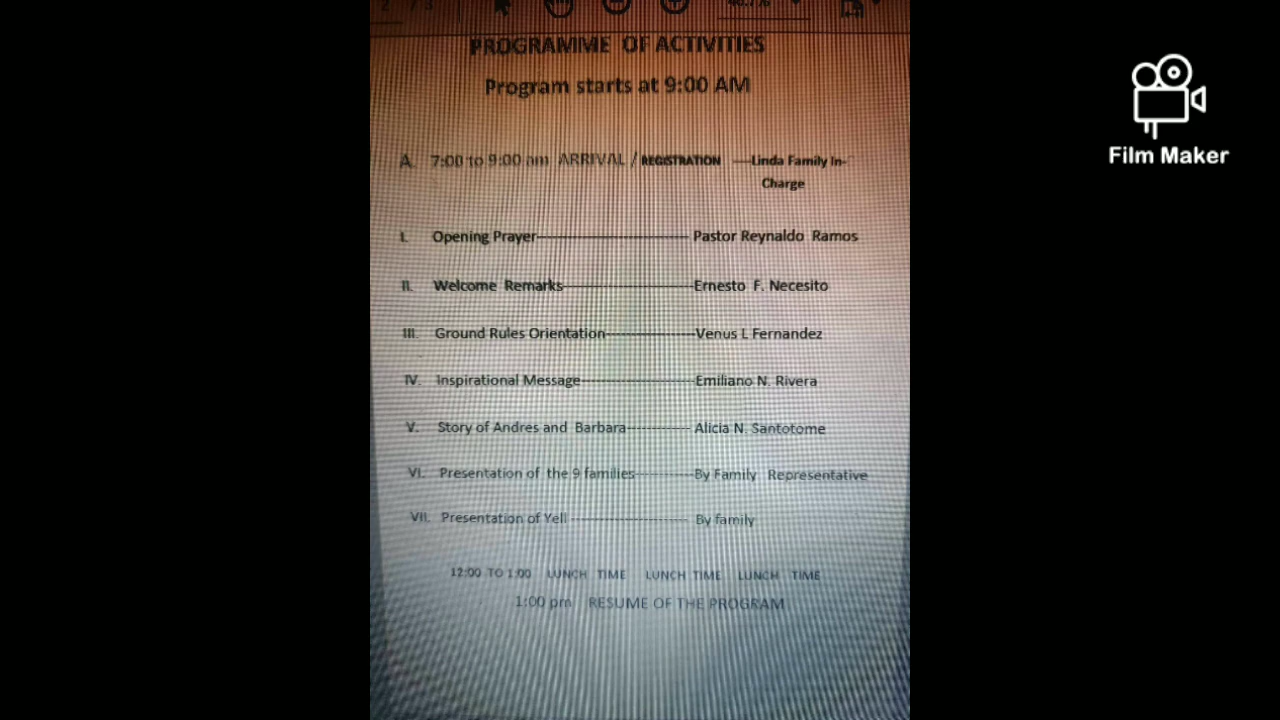 2 / 3
PROGRAMME OF ACTIVITIES
Program starts at 9:00 AM
A. 7:00 to 9:00 am ARRIVAL / REGISTRATION ---Linda Family In-
Charge
I. Opening Prayer------------------------------ Pastor Reynaldo Ramos
II. Welcome Remarks--------------------------Ernesto F. Necesito
III. Ground Rules Orientation------------------Venus L Fernandez
IV. Inspirational Message-----------------------Emiliano N. Rivera
V. Story of Andres and Barbara------------- Alicia N. Santotome
VI. Presentation of the 9 families------------By Family Representative
VII. Presentation of Yell ------------------------ By family
12:00 TO 1:00 LUNCH TIME LUNCH TIME LUNCH TIME
1:00 pm RESUME OF THE PROGRAM
Film Maker